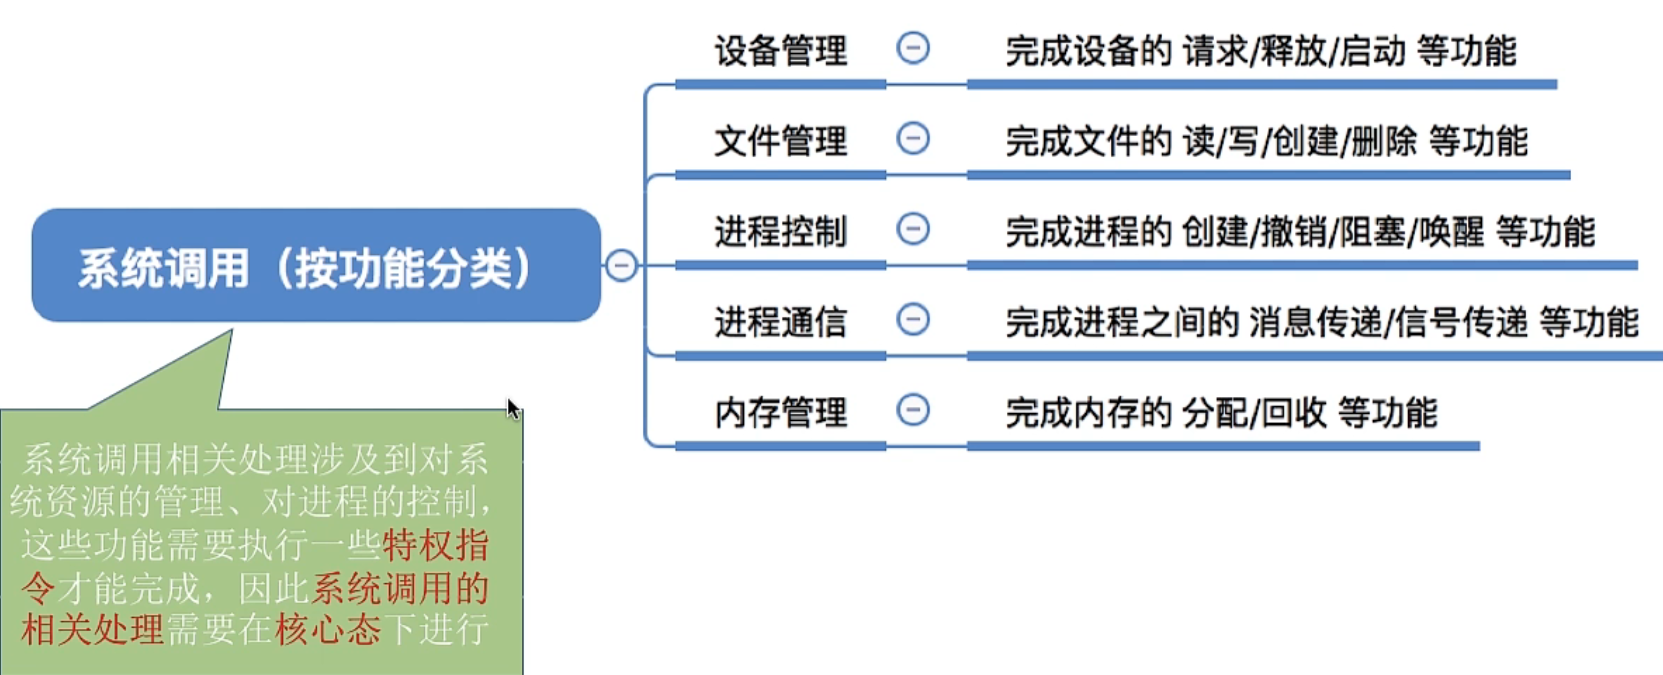 设备管理 完成设备的 请求/释放/启动 等功能
文件管理 完成文件的 读/写/创建/删除 等功能
进程控制 完成进程的 创建/撤销/阻塞/唤醒 等功能
系统调用（按功能分类）
进程通信 完成进程之间的 消息传递/信号传递 等功能
内存管理 完成内存的 分配/回收 等功能
系统调用相关处理涉及到对系
统资源的管理、对进程的控制，
这些功能需要执行一些特权指
令才能完成，因此系统调用的
相关处理需要在核心态下进行